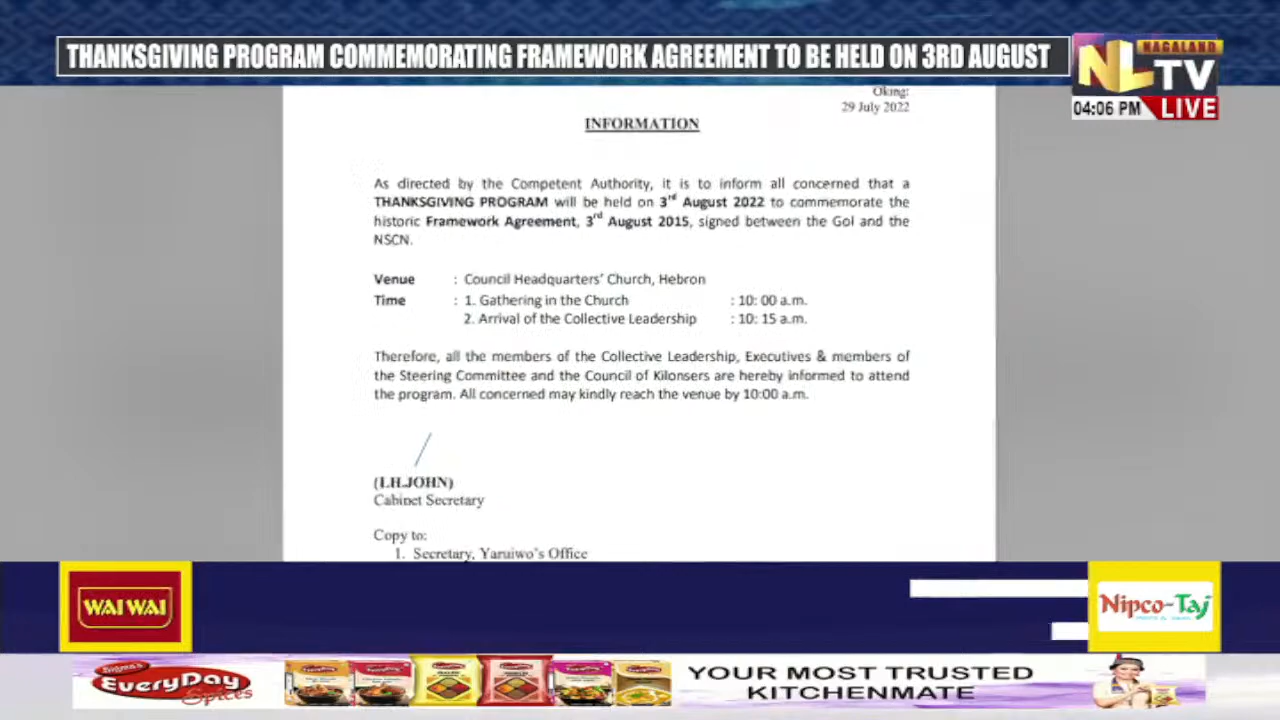 THANKSGIVING PROGRAM COMMEMORATING FRAMEWORK AGREEMENT TO BE HELD ON 3RD AUGUST
NAGALAND
NLTV
04:06 PM LIVE
Oking:
29 July 2022
INFORMATION
As directed by the Competent Authority, it is to inform all concerned that a
THANKSGIVING PROGRAM will be held on 3rd August 2022 to commemorate the
historic Framework Agreement, 3rd August 2015, signed between the GoI and the
NSCN.
Venue : Council Headquarters' Church, Hebron
Time : 1. Gathering in the Church : 10: 00 a.m.
2. Arrival of the Collective Leadership : 10: 15 a.m.
Therefore, all the members of the Collective Leadership, Executives & members of
the Steering Committee and the Council of Kilonsers are hereby informed to attend
the program. All concerned may kindly reach the venue by 10:00 a.m.
(I.H.JOHN)
Cabinet Secretary
Copy to:
1. Secretary, Yaruiwo's Office
WAI WAI
Nipco-Taj
EveryDay
Spices
YOUR MOST TRUSTED
KITCHENMATE